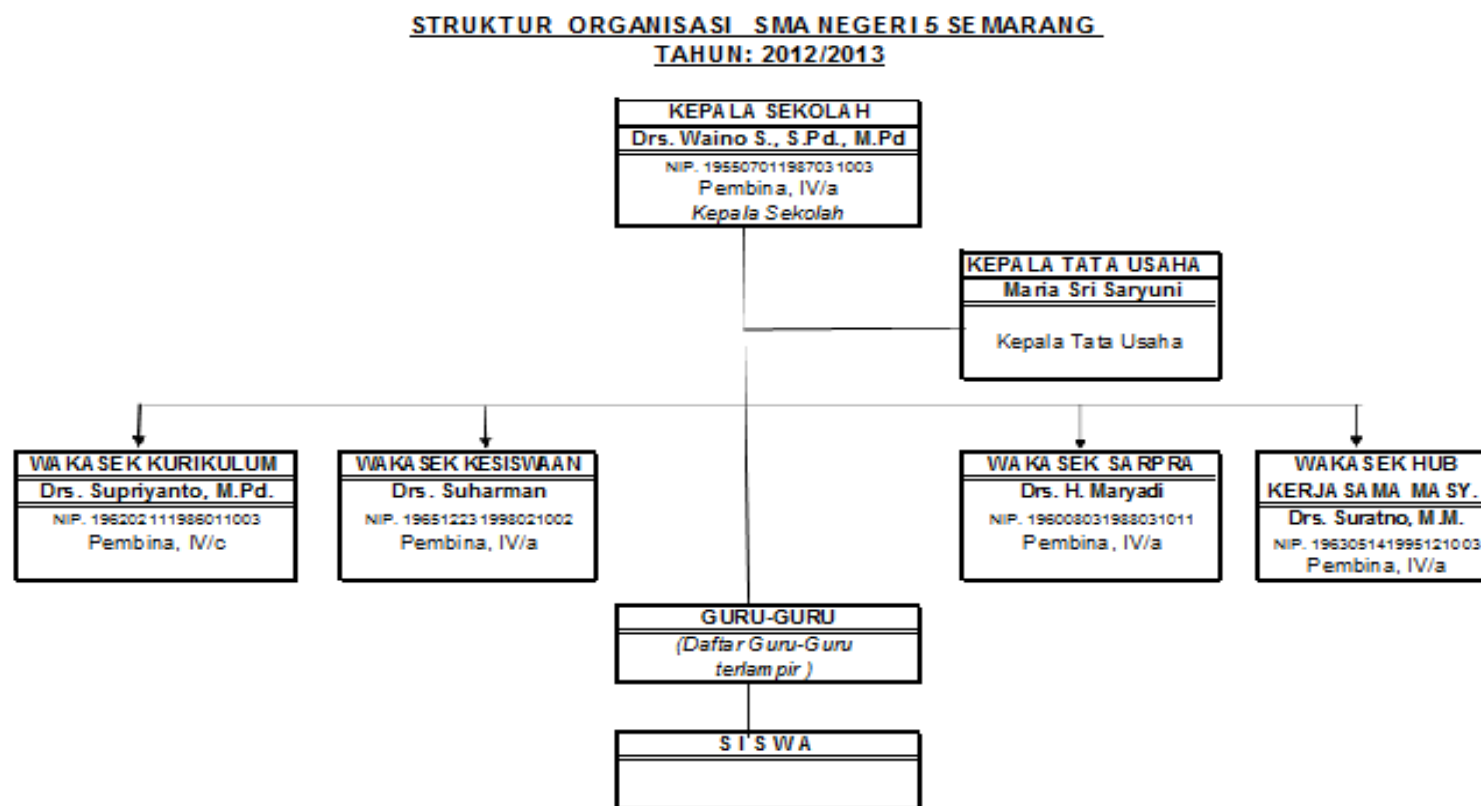 STRUKTUR ORGANISASI SMA NEGERI 5 SEMARANG
TAHUN: 2012/2013
KEPALA SEKOLAH
Drs. Waino S., S.Pd., M.Pd
NIP. 195507011987031003
Pembina, IV/a
Kepala Sekolah
KEPALA TATA USAHA
Maria Sri Saryuni
Kepala Tata Usaha
WAKASEK KURIKULUM
Drs. Supriyanto, M.Pd.
NIP. 196202111986011003
Pembina, IV/c
WAKASEK KESISWAAN
Drs. Suharman
NIP. 196512231998021002
Pembina, IV/a
WAKASEK SARPRA
Drs. H. Maryadi
NIP. 196008031988031011
Pembina, IV/a
WAKASEK HUB
KERJASAMA MASY.
Drs. Suratno, M.M.
NIP. 196305141995121003
Pembina, IV/a
GURU-GURU
(Daftar Guru-Guru
terlampir )
S I S W A